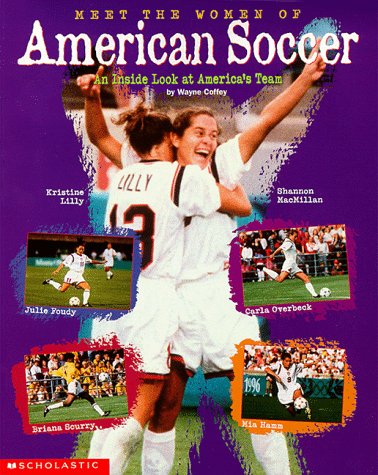 MEET THE WOMEN OF
American Soccer
An Inside Look at America's Team
by Wayne Coffey
Kristine
Lilly
Shannon
MacMillan
LILLY
13
Julie Foudy
Carla Overbeck
Briana Scurry
1996
9
Mia Hamm
SCHOLASTIC